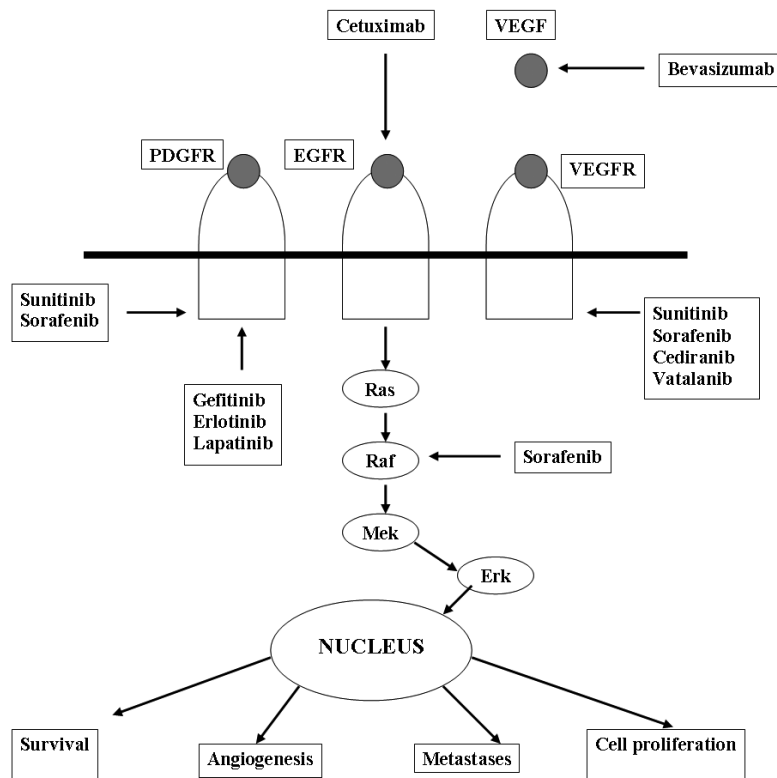 Cetuximab
VEGF
Bevasizumab
PDGFR
EGFR
VEGFR
Sunitinib
Sorafenib
Sunitinib
Sorafenib
Cediranib
Vatalanib
Gefitinib
Erlotinib
Lapatinib
Ras
Raf
Sorafenib
Mek
Erk
NUCLEUS
Survival
Angiogenesis
Metastases
Cell proliferation